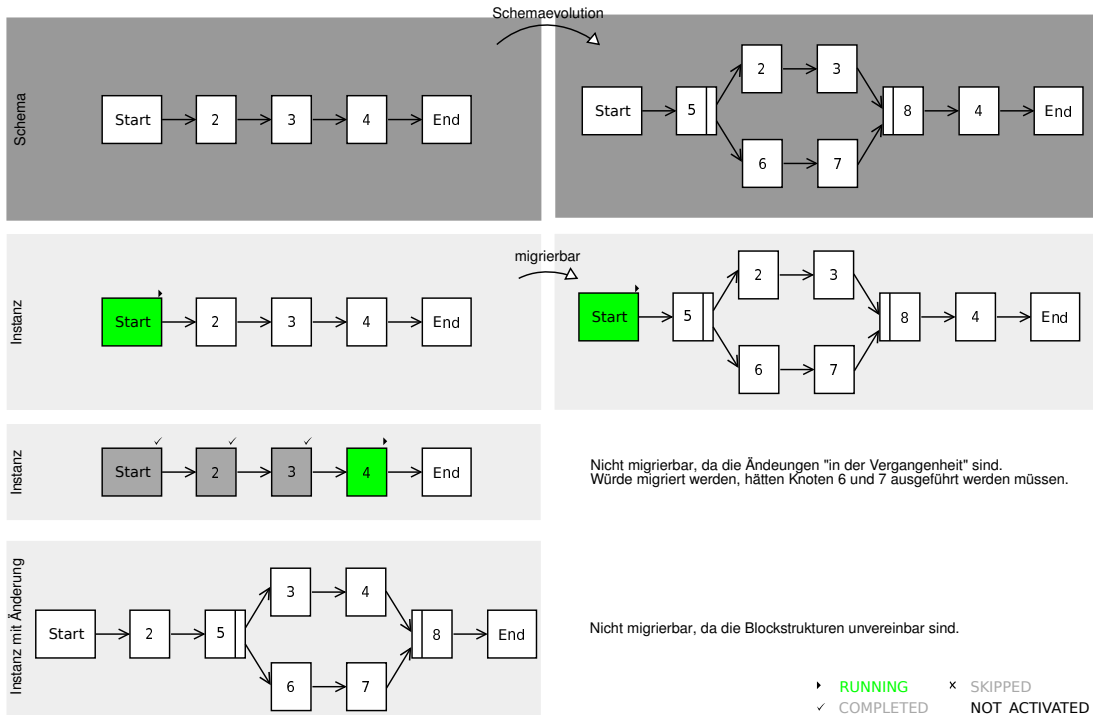 Schemaevolution
Schema
Start
2
3
4
End
Start
5
2
3
6
7
8
4
End
migrierbar
Instanz
Start
2
3
4
End
Start
5
2
3
6
7
8
4
End
Instanz
Start
2
3
4
End
Nicht migrierbar, da die Ändeungen "in der Vergangenheit" sind.
Würde migriert werden, hätten Knoten 6 und 7 ausgeführt werden müssen.
Instanz mit Änderung
Start
2
5
3
4
6
7
8
End
Nicht migrierbar, da die Blockstrukturen unvereinbar sind.
RUNNING
SKIPPED
COMPLETED
NOT ACTIVATED